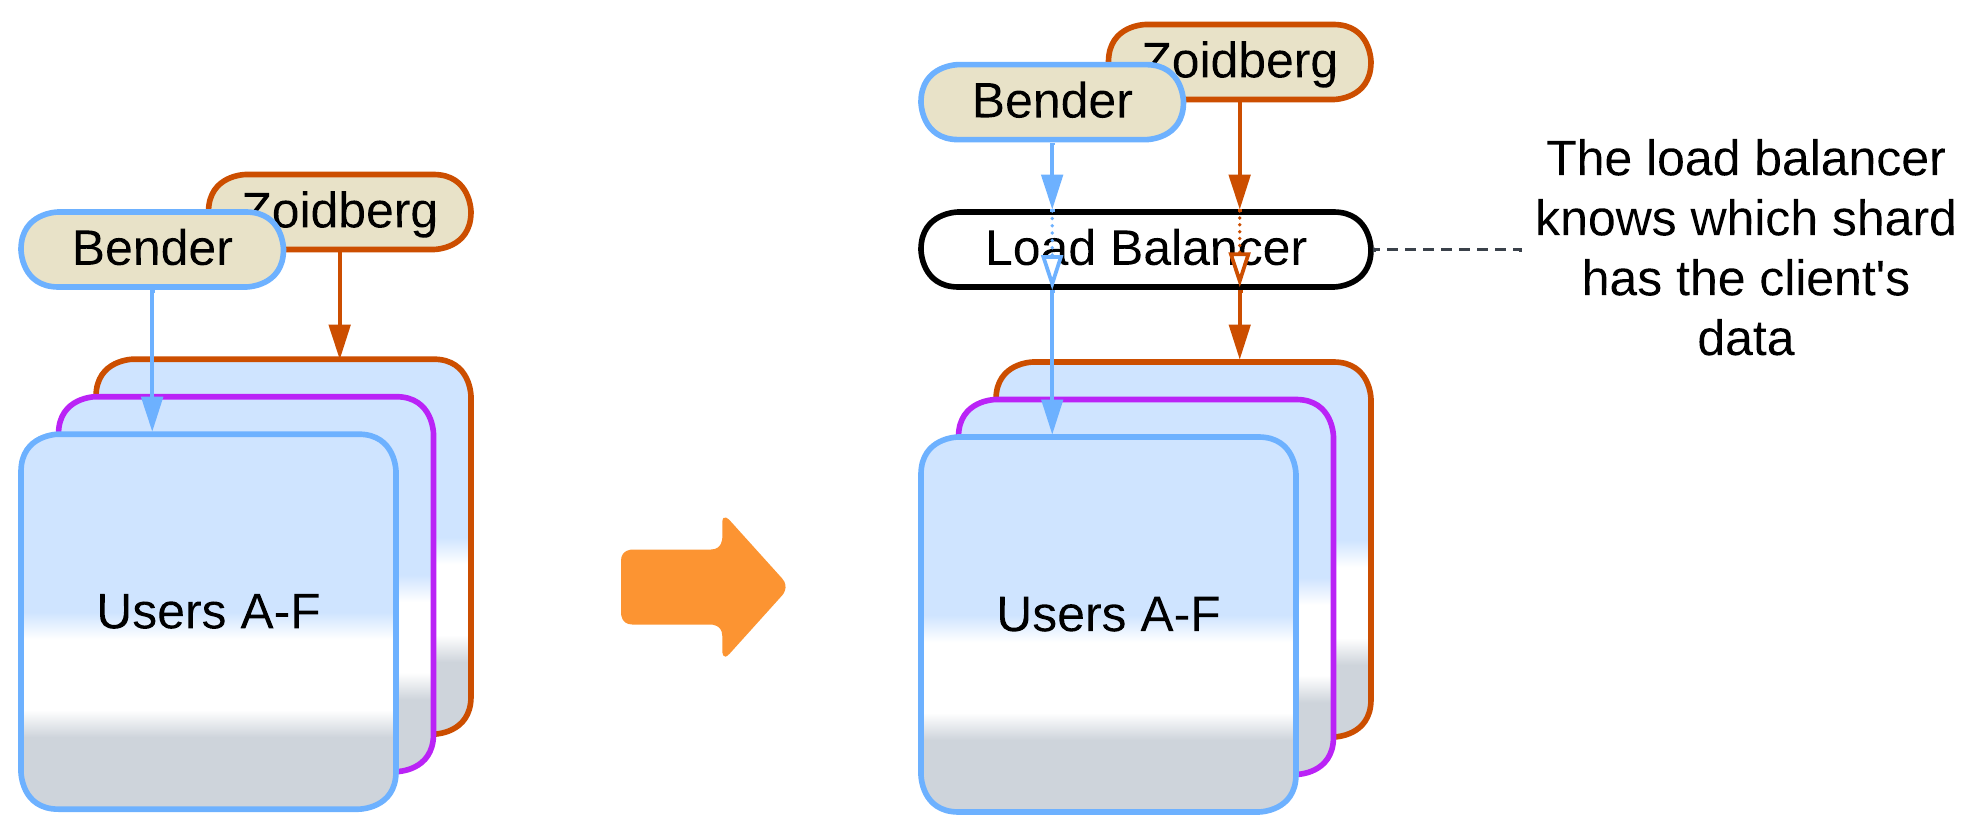 Zoidberg
Bender
Users A-F
Zoidberg
Bender
Load Balancer
Users A-F
The load balancer
knows which shard
has the client's
data